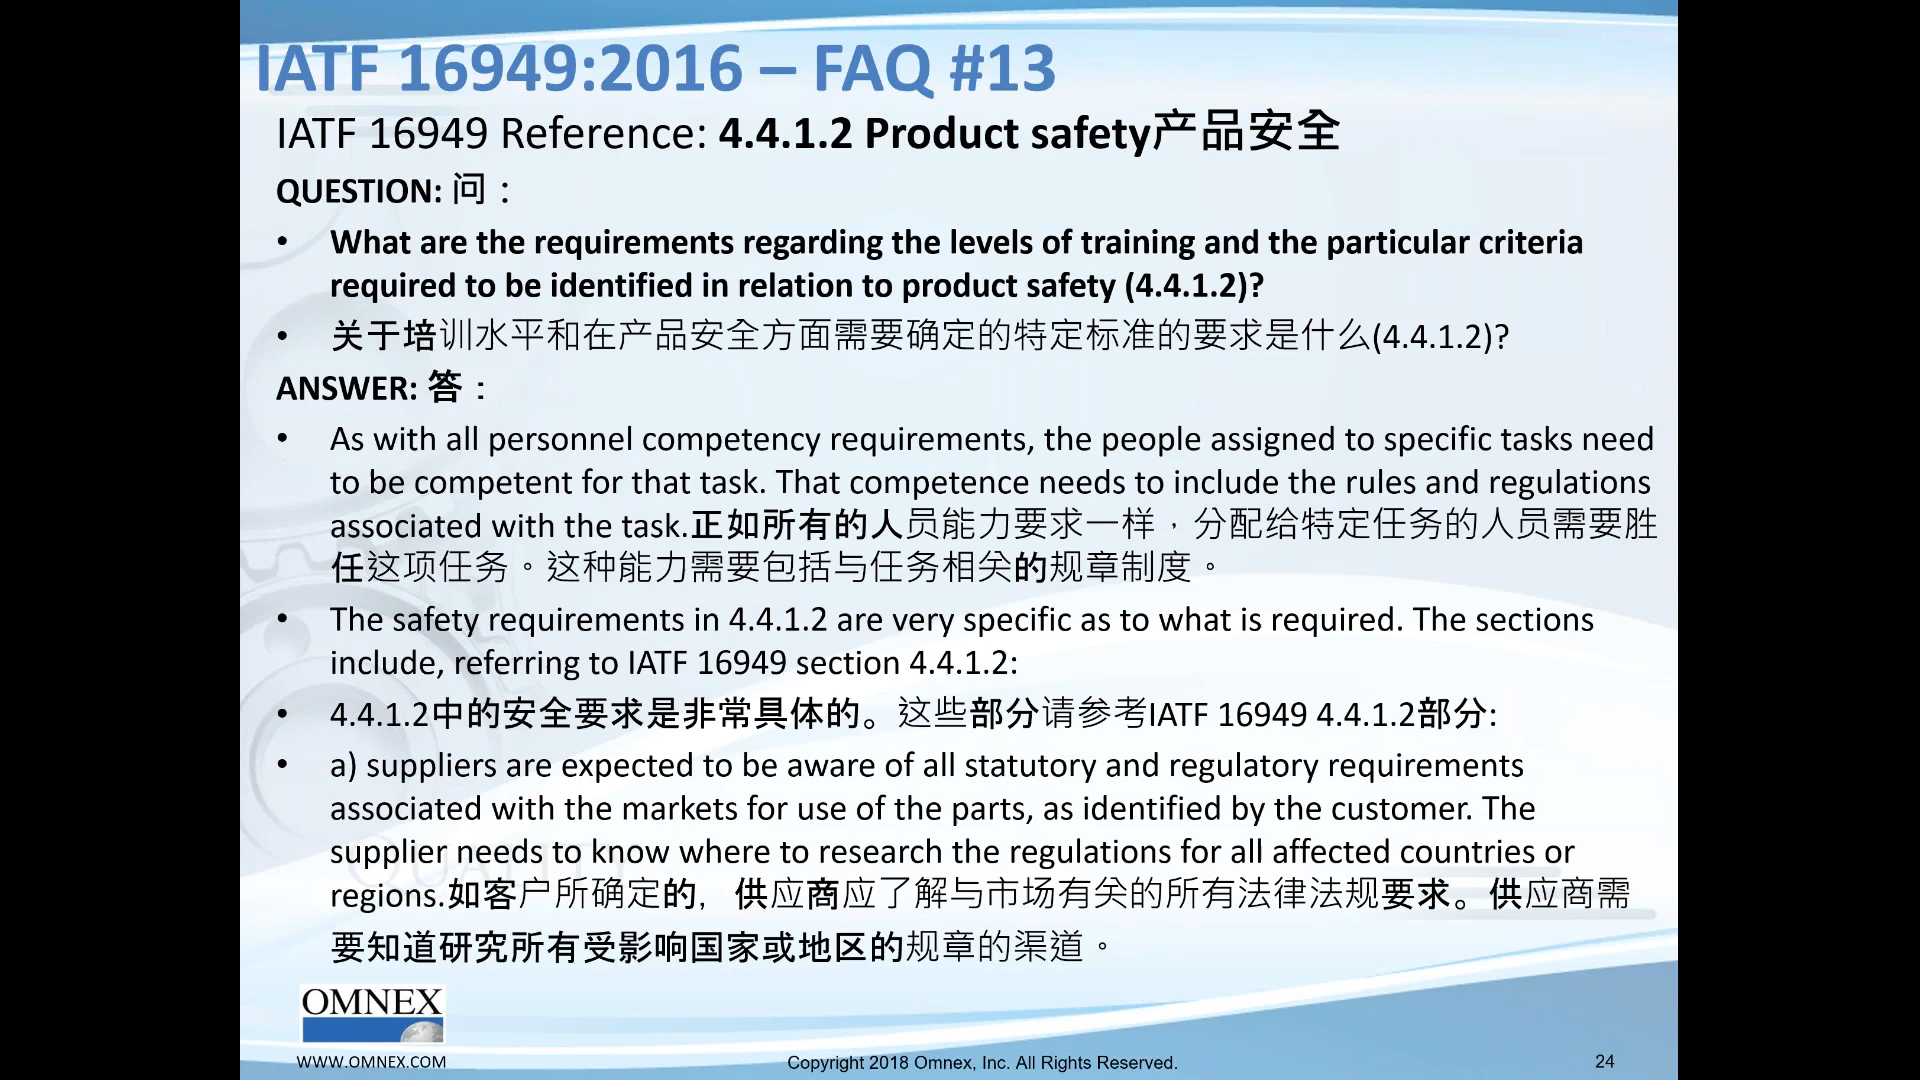 IATF 16949:2016 – FAQ #13
IATF 16949 Reference: 4.4.1.2 Product safety产品安全
QUESTION: 问：
• What are the requirements regarding the levels of training and the particular criteria
required to be identified in relation to product safety (4.4.1.2)?
• 关于培训水平和在产品安全方面需要确定的特定标准的要求是什么(4.4.1.2)?
ANSWER: 答：
• As with all personnel competency requirements, the people assigned to specific tasks need
to be competent for that task. That competence needs to include the rules and regulations
associated with the task.正如所有的人员能力要求一样，分配给特定任务的人员需要胜
任这项任务。这种能力需要包括与任务相关的规章制度。
• The safety requirements in 4.4.1.2 are very specific as to what is required. The sections
include, referring to IATF 16949 section 4.4.1.2:
• 4.4.1.2中的安全要求是非常具体的。这些部分请参考IATF 16949 4.4.1.2部分:
• a) suppliers are expected to be aware of all statutory and regulatory requirements
associated with the markets for use of the parts, as identified by the customer. The
supplier needs to know where to research the regulations for all affected countries or
regions.如客户所确定的，供应商应了解与市场有关的所有法律法规要求。供应商需
要知道研究所有受影响国家或地区的规章的渠道。
OMNEX
WWW.OMNEX.COM
Copyright 2018 Omnex, Inc. All Rights Reserved.
24